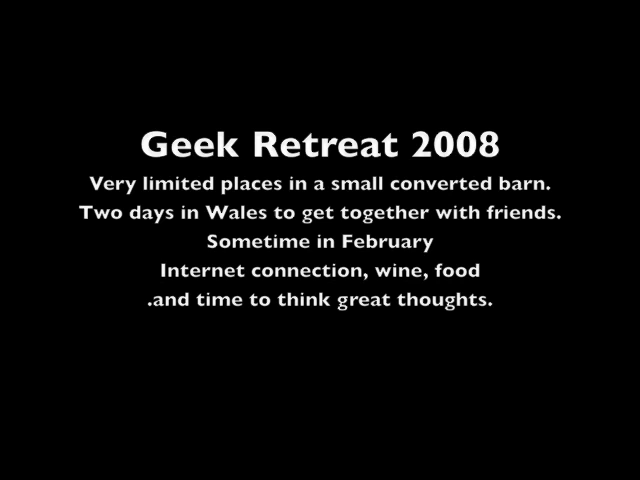 Geek Retreat 2008
Very limited places in a small converted barn.
Two days in Wales to get together with friends.
Sometime in February
Internet connection, wine, food
.and time to think great thoughts.